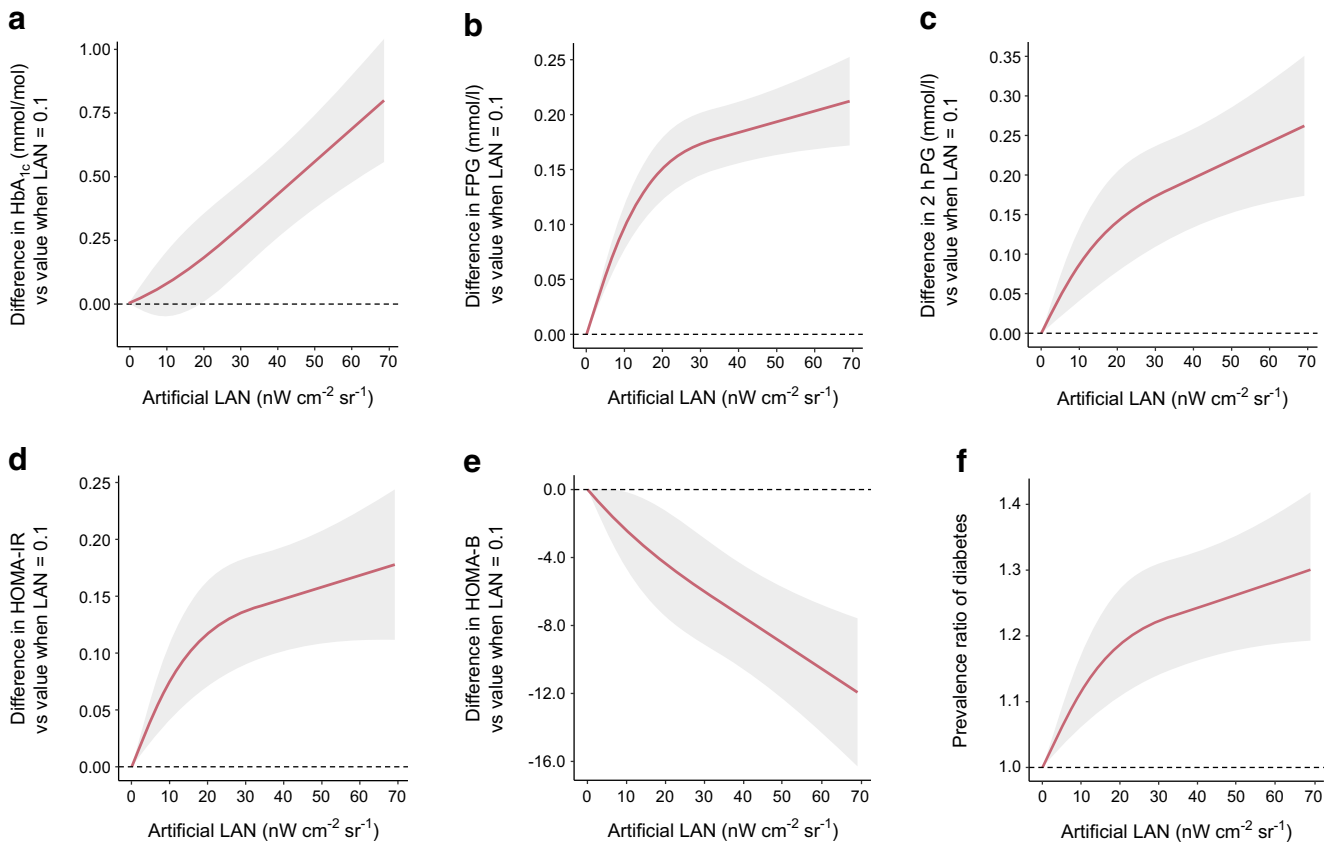 a
Difference in HbA1c (mmol/mol)
vs value when LAN = 0.1
1.00
0.75
0.50
0.25
0.00
0 10 20 30 40 50 60 70
Artificial LAN (nW cm-2 sr-1)
b
Difference in FPG (mmol/l)
vs value when LAN = 0.1
0.25
0.20
0.15
0.10
0.05
0.00
0 10 20 30 40 50 60 70
Artificial LAN (nW cm-2 sr-1)
c
Difference in 2 h PG (mmol/l)
vs value when LAN = 0.1
0.35
0.30
0.25
0.20
0.15
0.10
0.05
0.00
0 10 20 30 40 50 60 70
Artificial LAN (nW cm-2 sr-1)
d
Difference in HOMA-IR
vs value when LAN = 0.1
0.25
0.20
0.15
0.10
0.05
0.00
0 10 20 30 40 50 60 70
Artificial LAN (nW cm-2 sr-1)
e
Difference in HOMA-B
vs value when LAN = 0.1
0.0
-4.0
-8.0
-12.0
-16.0
0 10 20 30 40 50 60 70
Artificial LAN (nW cm-2 sr-1)
f
Prevalence ratio of diabetes
1.4
1.3
1.2
1.1
1.0
0 10 20 30 40 50 60 70
Artificial LAN (nW cm-2 sr-1)